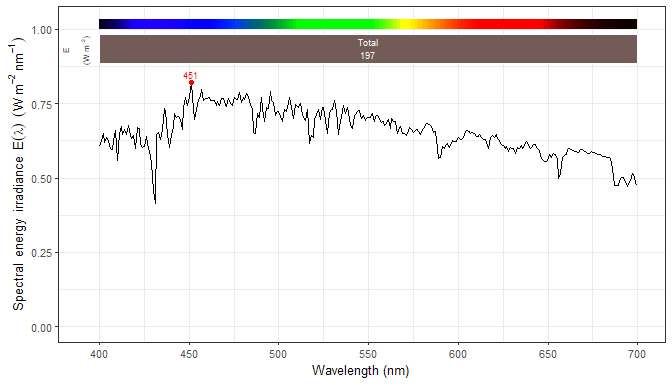 Total
197
E
(W m⁻²)
451
1.00
0.75
0.50
0.25
0.00
Spectral energy irradiance E(λ) (W m⁻² nm⁻¹)
400
450
500
550
600
650
700
Wavelength (nm)